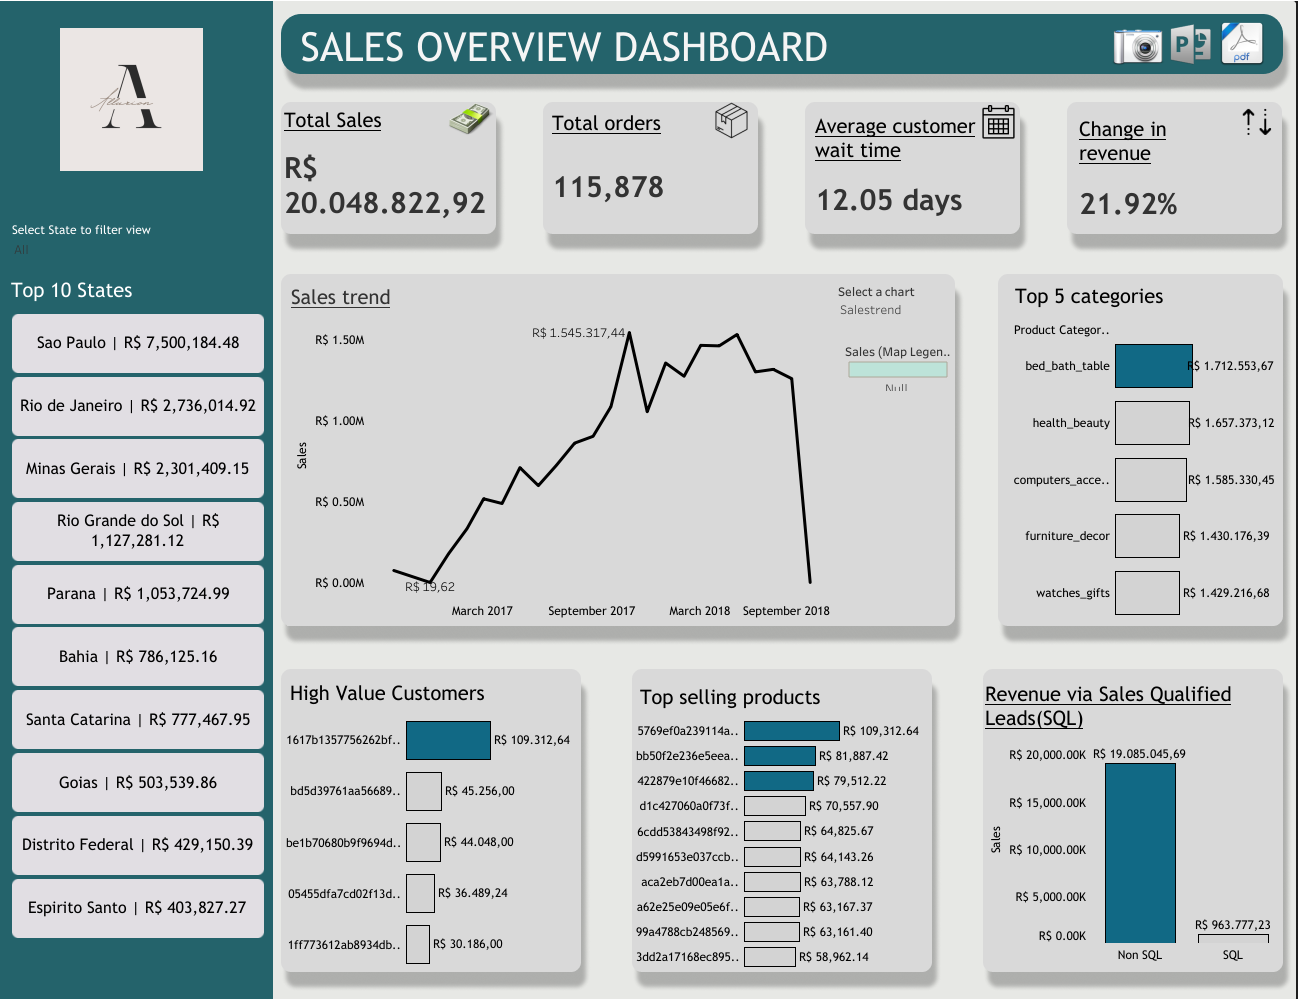 A
Allurion
Select State to filter view
All
Top 10 States
Sao Paulo | R$ 7,500,184.48
Rio de Janeiro | R$ 2,736,014.92
Minas Gerais | R$ 2,301,409.15
Rio Grande do Sol | R$
1,127,281.12
Parana | R$ 1,053,724.99
Bahia | R$ 786,125.16
Santa Catarina | R$ 777,467.95
Goias | R$ 503,539.86
Distrito Federal | R$ 429,150.39
Espirito Santo | R$ 403,827.27
SALES OVERVIEW DASHBOARD
P
pdf
Total Sales
R$
20.048.822,92
Total orders
115,878
Average customer
wait time
12.05 days
Change in
revenue
21.92%
Sales trend
Select a chart
Salestrend
Sales (Map Legen..
Null
R$ 1.545.317,44
R$ 1.50M
R$ 1.00M
R$ 0.50M
R$ 0.00M
Sales
R$ 19,62
March 2017
September 2017
March 2018
September 2018
Top 5 categories
Product Categor..
bed_bath_table R$ 1.712.553,67
health_beauty R$ 1.657.373,12
computers_acce.. R$ 1.585.330,45
furniture_decor R$ 1.430.176,39
watches_gifts R$ 1.429.216,68
High Value Customers
1617b1357756262bf.. R$ 109.312,64
bd5d39761aa56689.. R$ 45.256,00
be1b70680b9f9694d.. R$ 44.048,00
05455dfa7cd02f13d.. R$ 36.489,24
1ff773612ab8934db.. R$ 30.186,00
Top selling products
5769ef0a239114a.. R$ 109,312.64
bb50f2e236e5eea.. R$ 81,887.42
422879e10f46682.. R$ 79,512.22
d1c427060a0f73f.. R$ 70,557.90
6cdd53843498f92.. R$ 64,825.67
d5991653e037ccb.. R$ 64,143.26
aca2eb7d00ea1a.. R$ 63,788.12
a62e25e09e05e6f.. R$ 63,167.37
99a4788cb248569.. R$ 63,161.40
3dd2a17168ec895.. R$ 58,962.14
Revenue via Sales Qualified
Leads(SQL)
R$ 20,000.00K
R$ 19.085.045,69
R$ 15,000.00K
R$ 10,000.00K
R$ 5,000.00K
R$ 0.00K
Sales
R$ 963.777,23
Non SQL
SQL